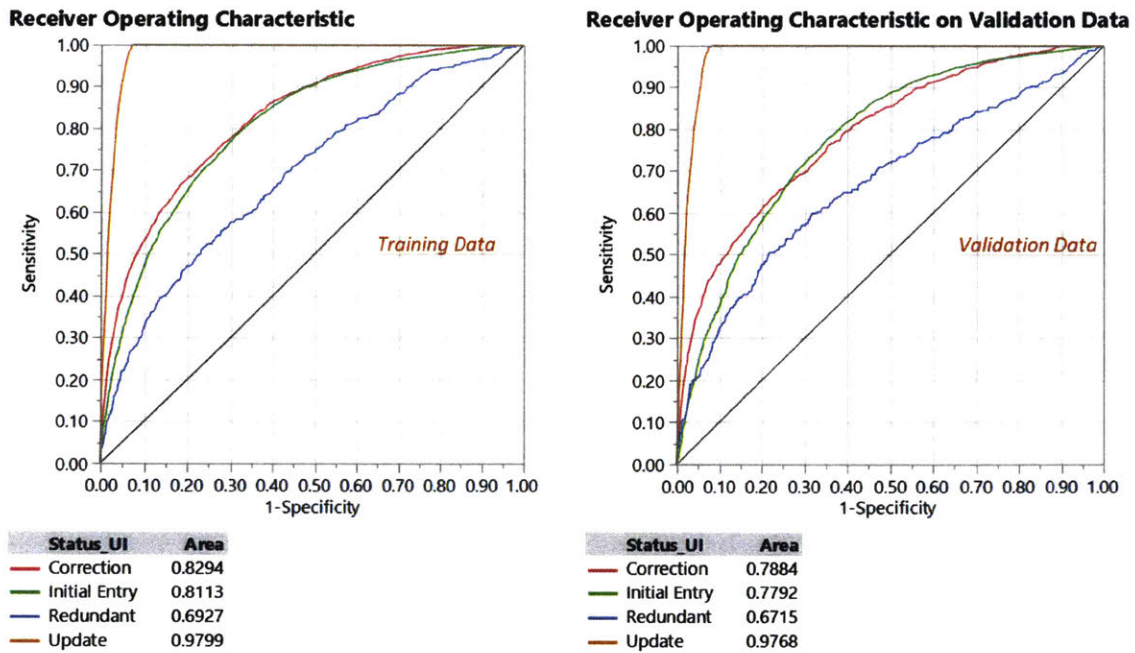 Receiver Operating Characteristic
1.00
0.90
0.80
0.70
0.60
0.50
0.40
0.30
0.20
0.10
0.00
Sensitivity
Training Data
0.00 0.10 0.20 0.30 0.40 0.50 0.60 0.70 0.80 0.90 1.00
1-Specificity
Status_UI Area
Correction 0.8294
Initial Entry 0.8113
Redundant 0.6927
Update 0.9799
Receiver Operating Characteristic on Validation Data
1.00
0.90
0.80
0.70
0.60
0.50
0.40
0.30
0.20
0.10
0.00
Sensitivity
Validation Data
0.00 0.10 0.20 0.30 0.40 0.50 0.60 0.70 0.80 0.90 1.00
1-Specificity
Status_UI Area
Correction 0.7884
Initial Entry 0.7792
Redundant 0.6715
Update 0.9768